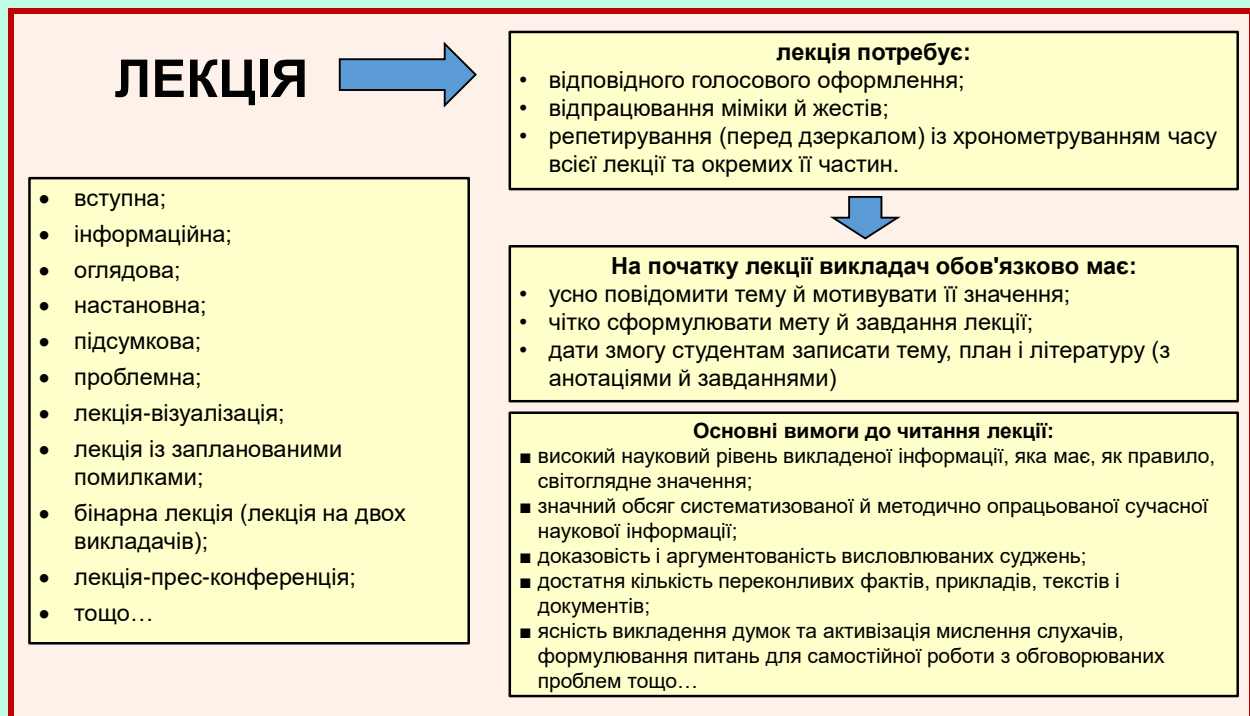 ЛЕКЦІЯ
• вступна;
• інформаційна;
• оглядова;
• настановна;
• підсумкова;
• проблемна;
• лекція-візуалізація;
• лекція із запланованими
помилками;
• бінарна лекція (лекція на двох
викладачів);
• лекція-прес-конференція;
• тощо…
лекція потребує:
• відповідного голосового оформлення;
• відпрацювання міміки й жестів;
• репетирування (перед дзеркалом) із хронометруванням часу
всієї лекції та окремих її частин.
На початку лекції викладач обов'язково має:
• усно повідомити тему й мотивувати її значення;
• чітко сформулювати мету й завдання лекції;
• дати змогу студентам записати тему, план і літературу (з
анотаціями й завданнями)
Основні вимоги до читання лекції:
■ високий науковий рівень викладеної інформації, яка має, як правило,
світоглядне значення;
■ значний обсяг систематизованої й методично опрацьованої сучасної
наукової інформації;
■ доказовість і аргументованість висловлюваних суджень;
■ достатня кількість переконливих фактів, прикладів, текстів і
документів;
■ ясність викладення думок та активізація мислення слухачів,
формулювання питань для самостійної роботи з обговорюваних
проблем тощо…